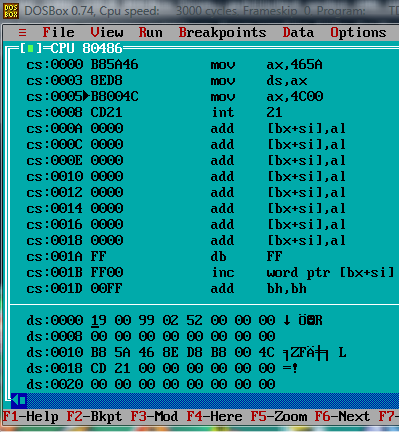 DOSBox 0.74, Cpu speed: 3000 cycles, Frameskip 0, Program: TD
≡ File View Run Breakpoints Data Options
[■]=CPU 80486
cs:0000 B85A46 mov ax,465A
cs:0003 8ED8 mov ds,ax
cs:0005►B8004C mov ax,4C00
cs:0008 CD21 int 21
cs:000A 0000 add [bx+si],al
cs:000C 0000 add [bx+si],al
cs:000E 0000 add [bx+si],al
cs:0010 0000 add [bx+si],al
cs:0012 0000 add [bx+si],al
cs:0014 0000 add [bx+si],al
cs:0016 0000 add [bx+si],al
cs:0018 0000 add [bx+si],al
cs:001A FF db FF
cs:001B FF00 inc word ptr [bx+si]
cs:001D 00FF add bh,bh
ds:0000 19 00 99 02 52 00 00 00 ↓ Ö☻R
ds:0008 00 00 00 00 00 00 00 00
ds:0010 B8 5A 46 8E D8 B8 00 4C ╕ZFÄ╪╕ L
ds:0018 CD 21 00 00 00 00 00 00 ═!
ds:0020 00 00 00 00 00 00 00 00
F1-Help F2-Bkpt F3-Mod F4-Here F5-Zoom F6-Next F7-